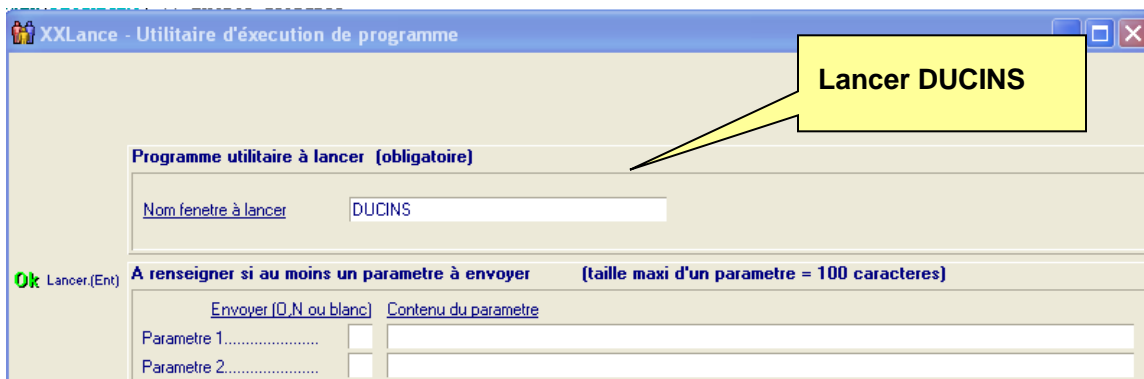 XXLance - Utilitaire d'éxecution de programme
Lancer DUCINS
Programme utilitaire à lancer (obligatoire)
Nom fenetre à lancer DUCINS
Ok Lancer.(Ent) A renseigner si au moins un parametre à envoyer (taille maxi d'un parametre = 100 caracteres)
Envoyer (O,N ou blanc) Contenu du parametre
Parametre 1......................
Parametre 2......................